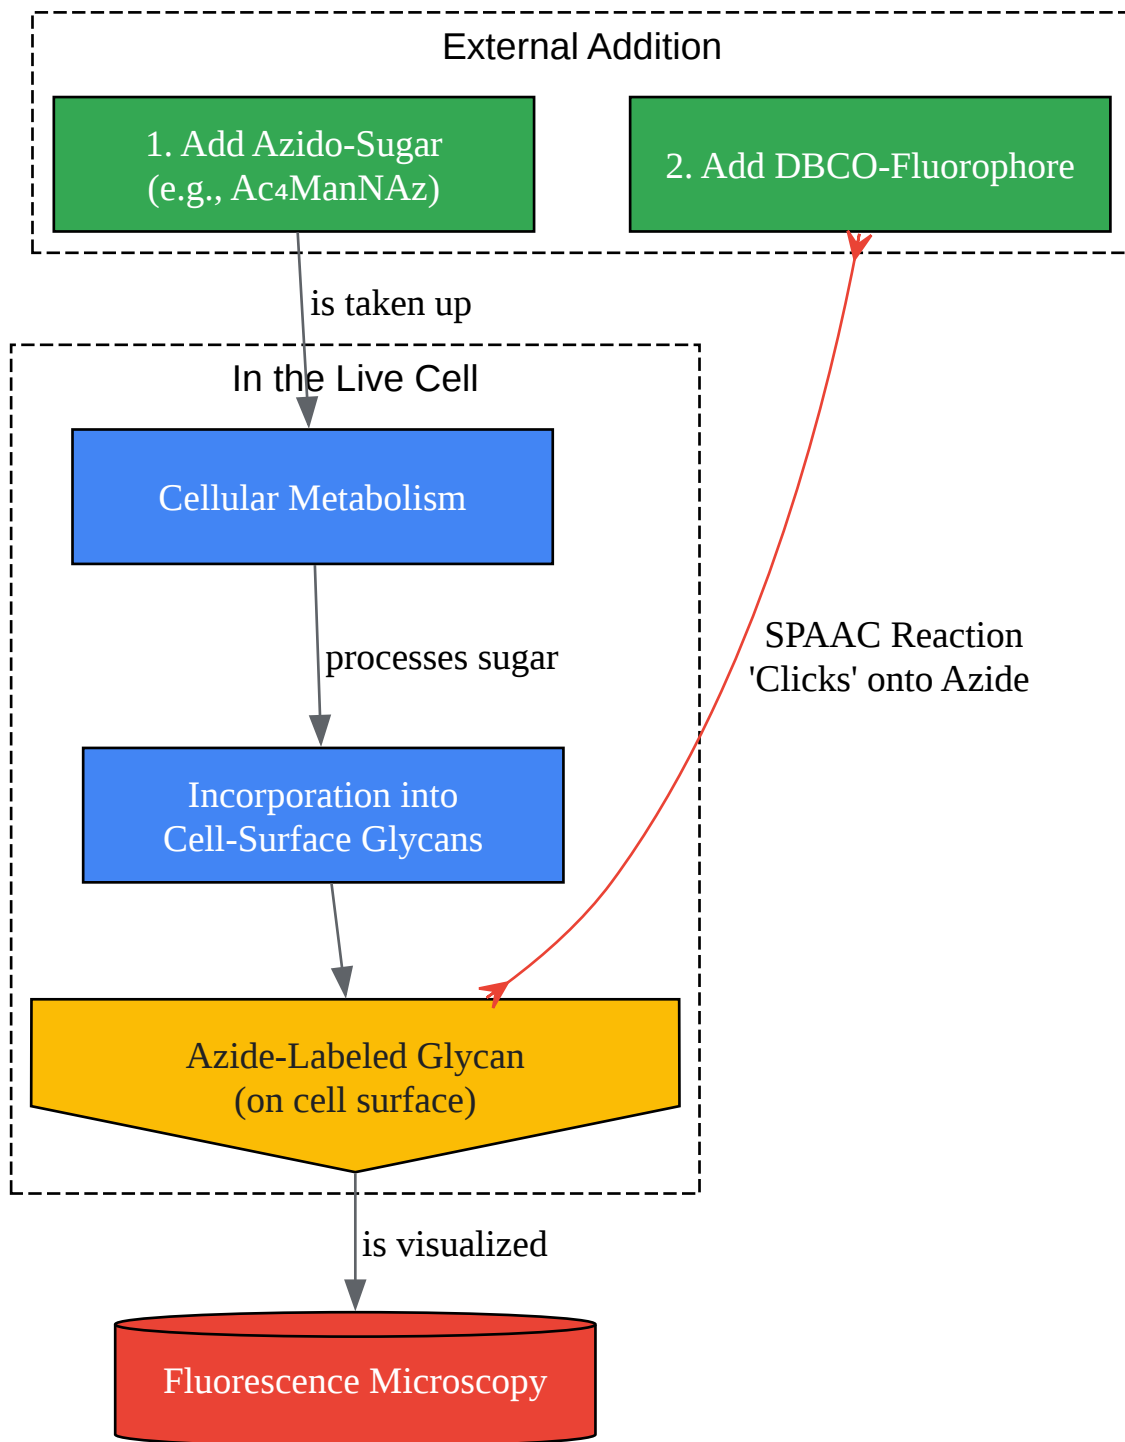 External Addition
1. Add Azido-Sugar
(e.g., Ac₄ManNAz)
2. Add DBCO-Fluorophore
is taken up
In the Live Cell
Cellular Metabolism
processes sugar
SPAAC Reaction
'Clicks' onto Azide
Incorporation into
Cell-Surface Glycans
Azide-Labeled Glycan
(on cell surface)
is visualized
Fluorescence Microscopy